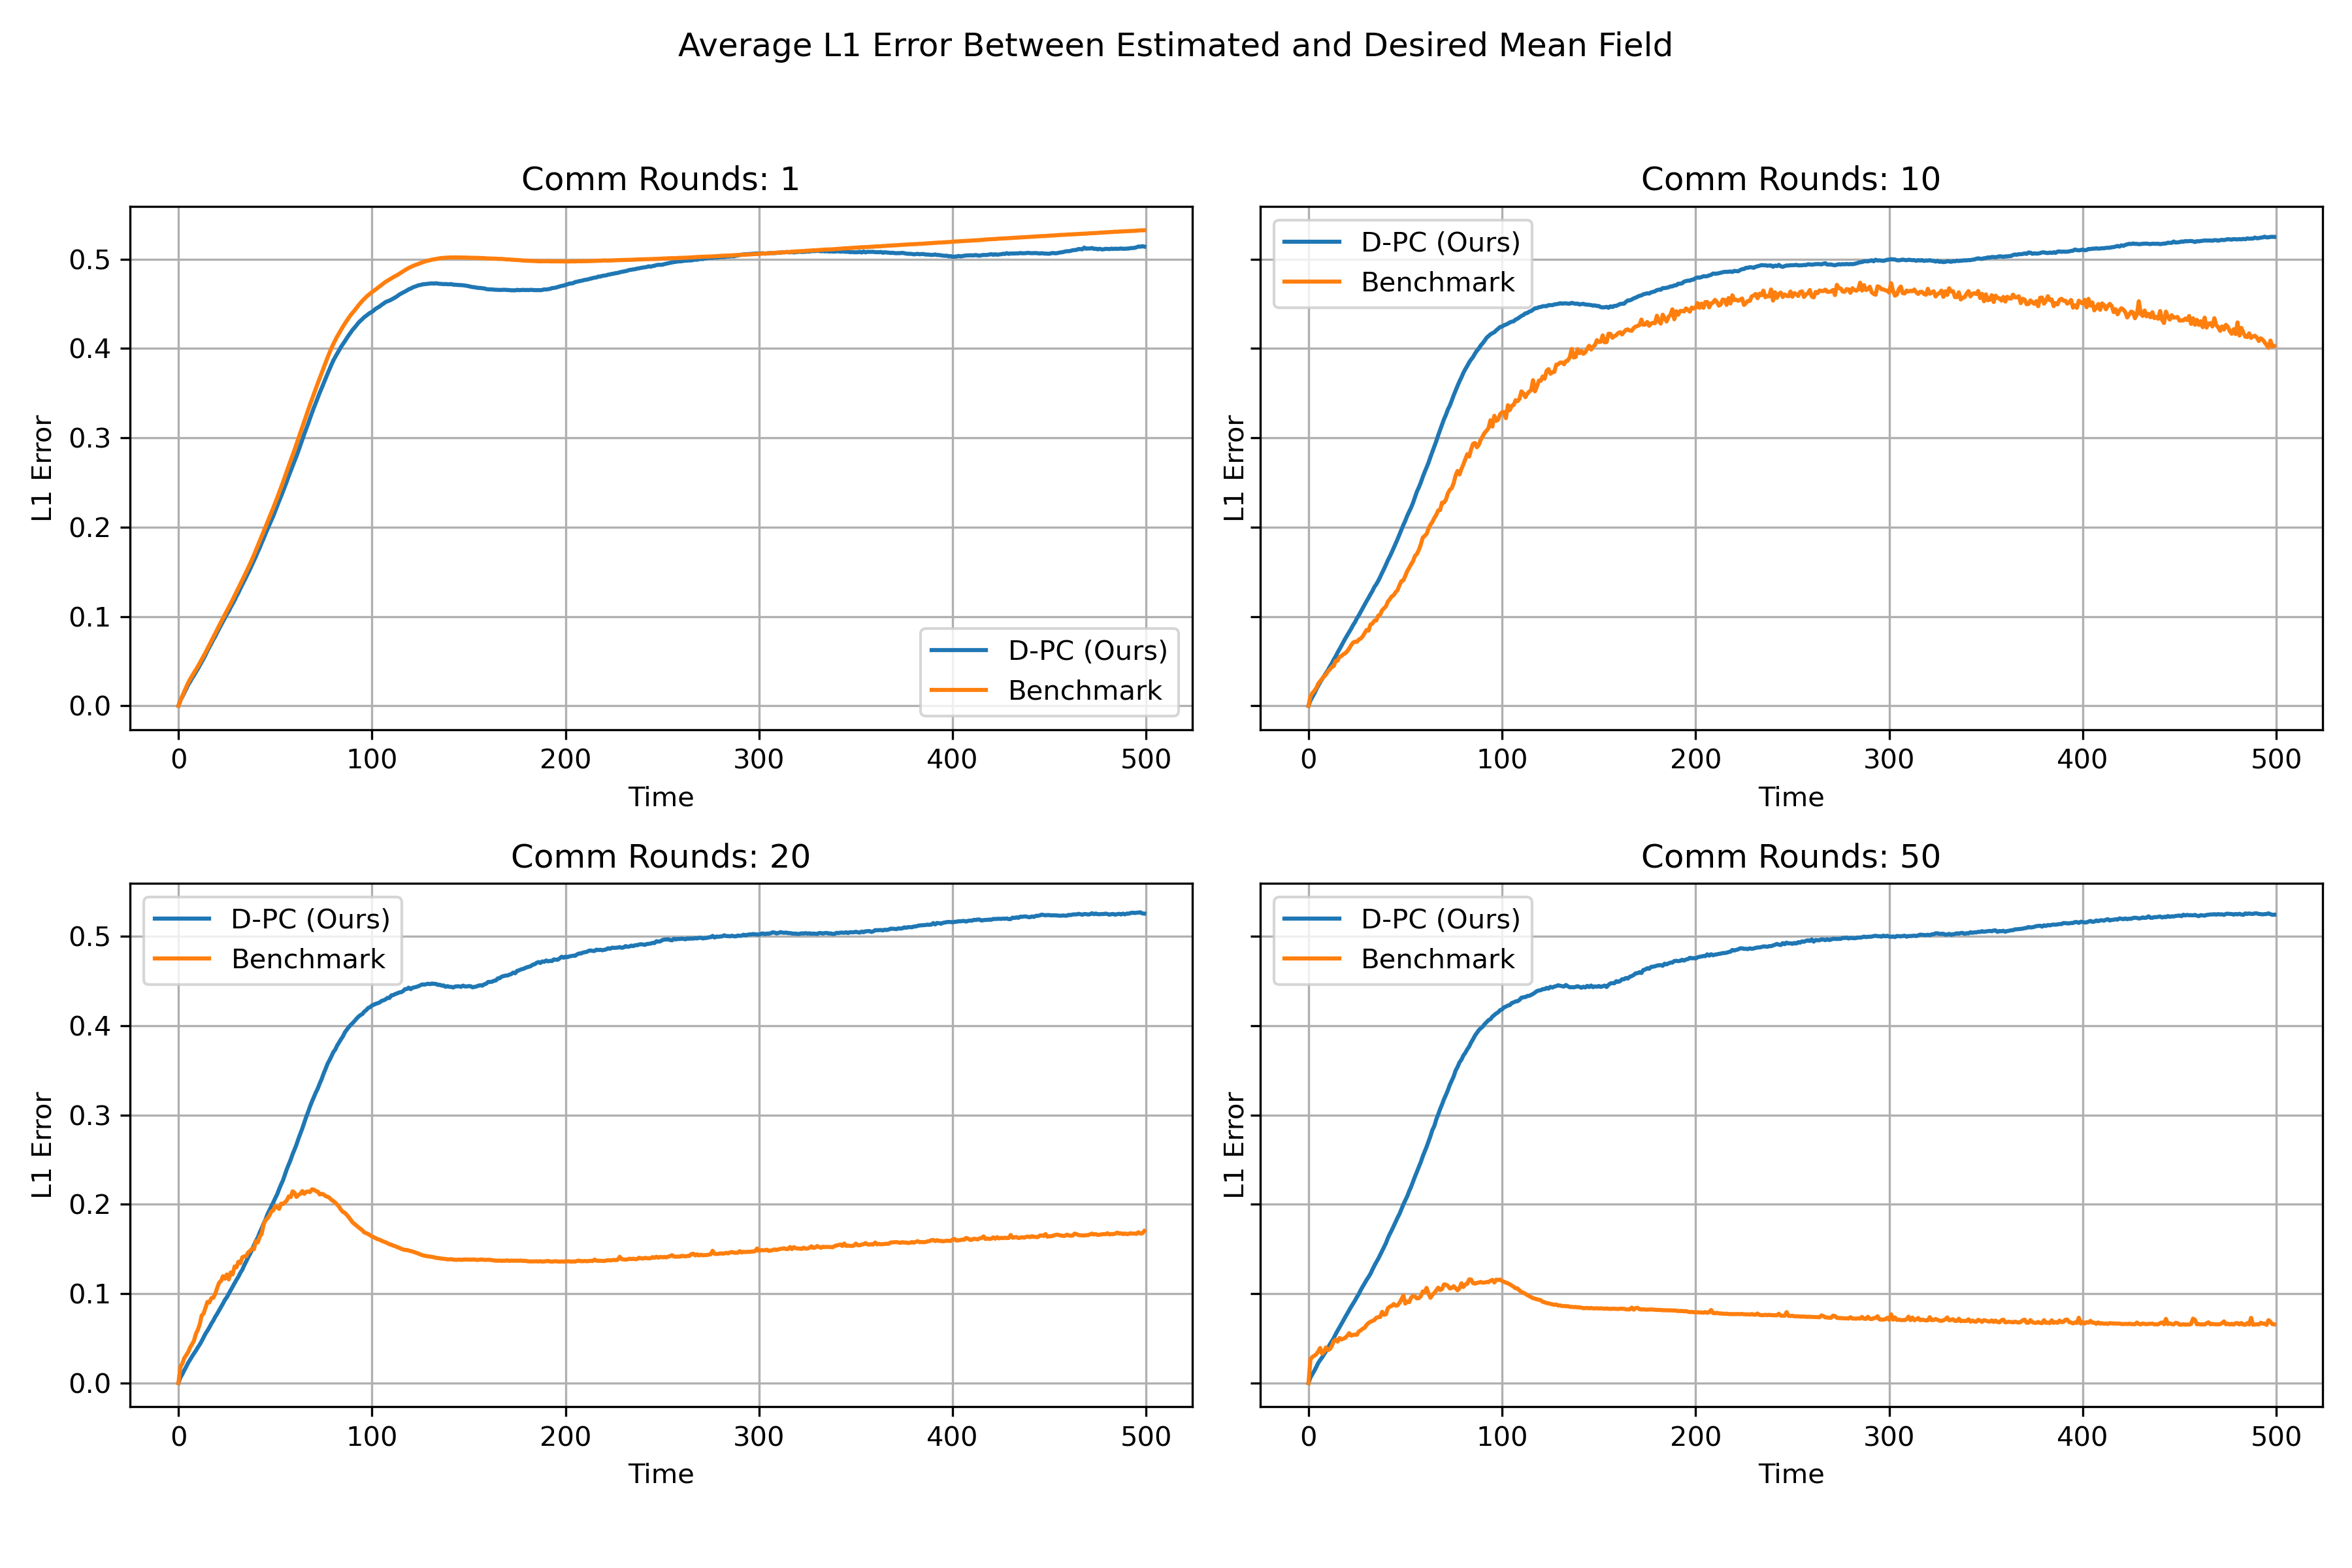 Average L1 Error Between Estimated and Desired Mean Field
Comm Rounds: 1
L1 Error
0.5
0.4
0.3
0.2
0.1
0.0
D-PC (Ours)
Benchmark
0 100 200 300 400 500
Time
Comm Rounds: 10
L1 Error
D-PC (Ours)
Benchmark
0 100 200 300 400 500
Time
Comm Rounds: 20
L1 Error
0.5
0.4
0.3
0.2
0.1
0.0
D-PC (Ours)
Benchmark
0 100 200 300 400 500
Time
Comm Rounds: 50
L1 Error
D-PC (Ours)
Benchmark
0 100 200 300 400 500
Time